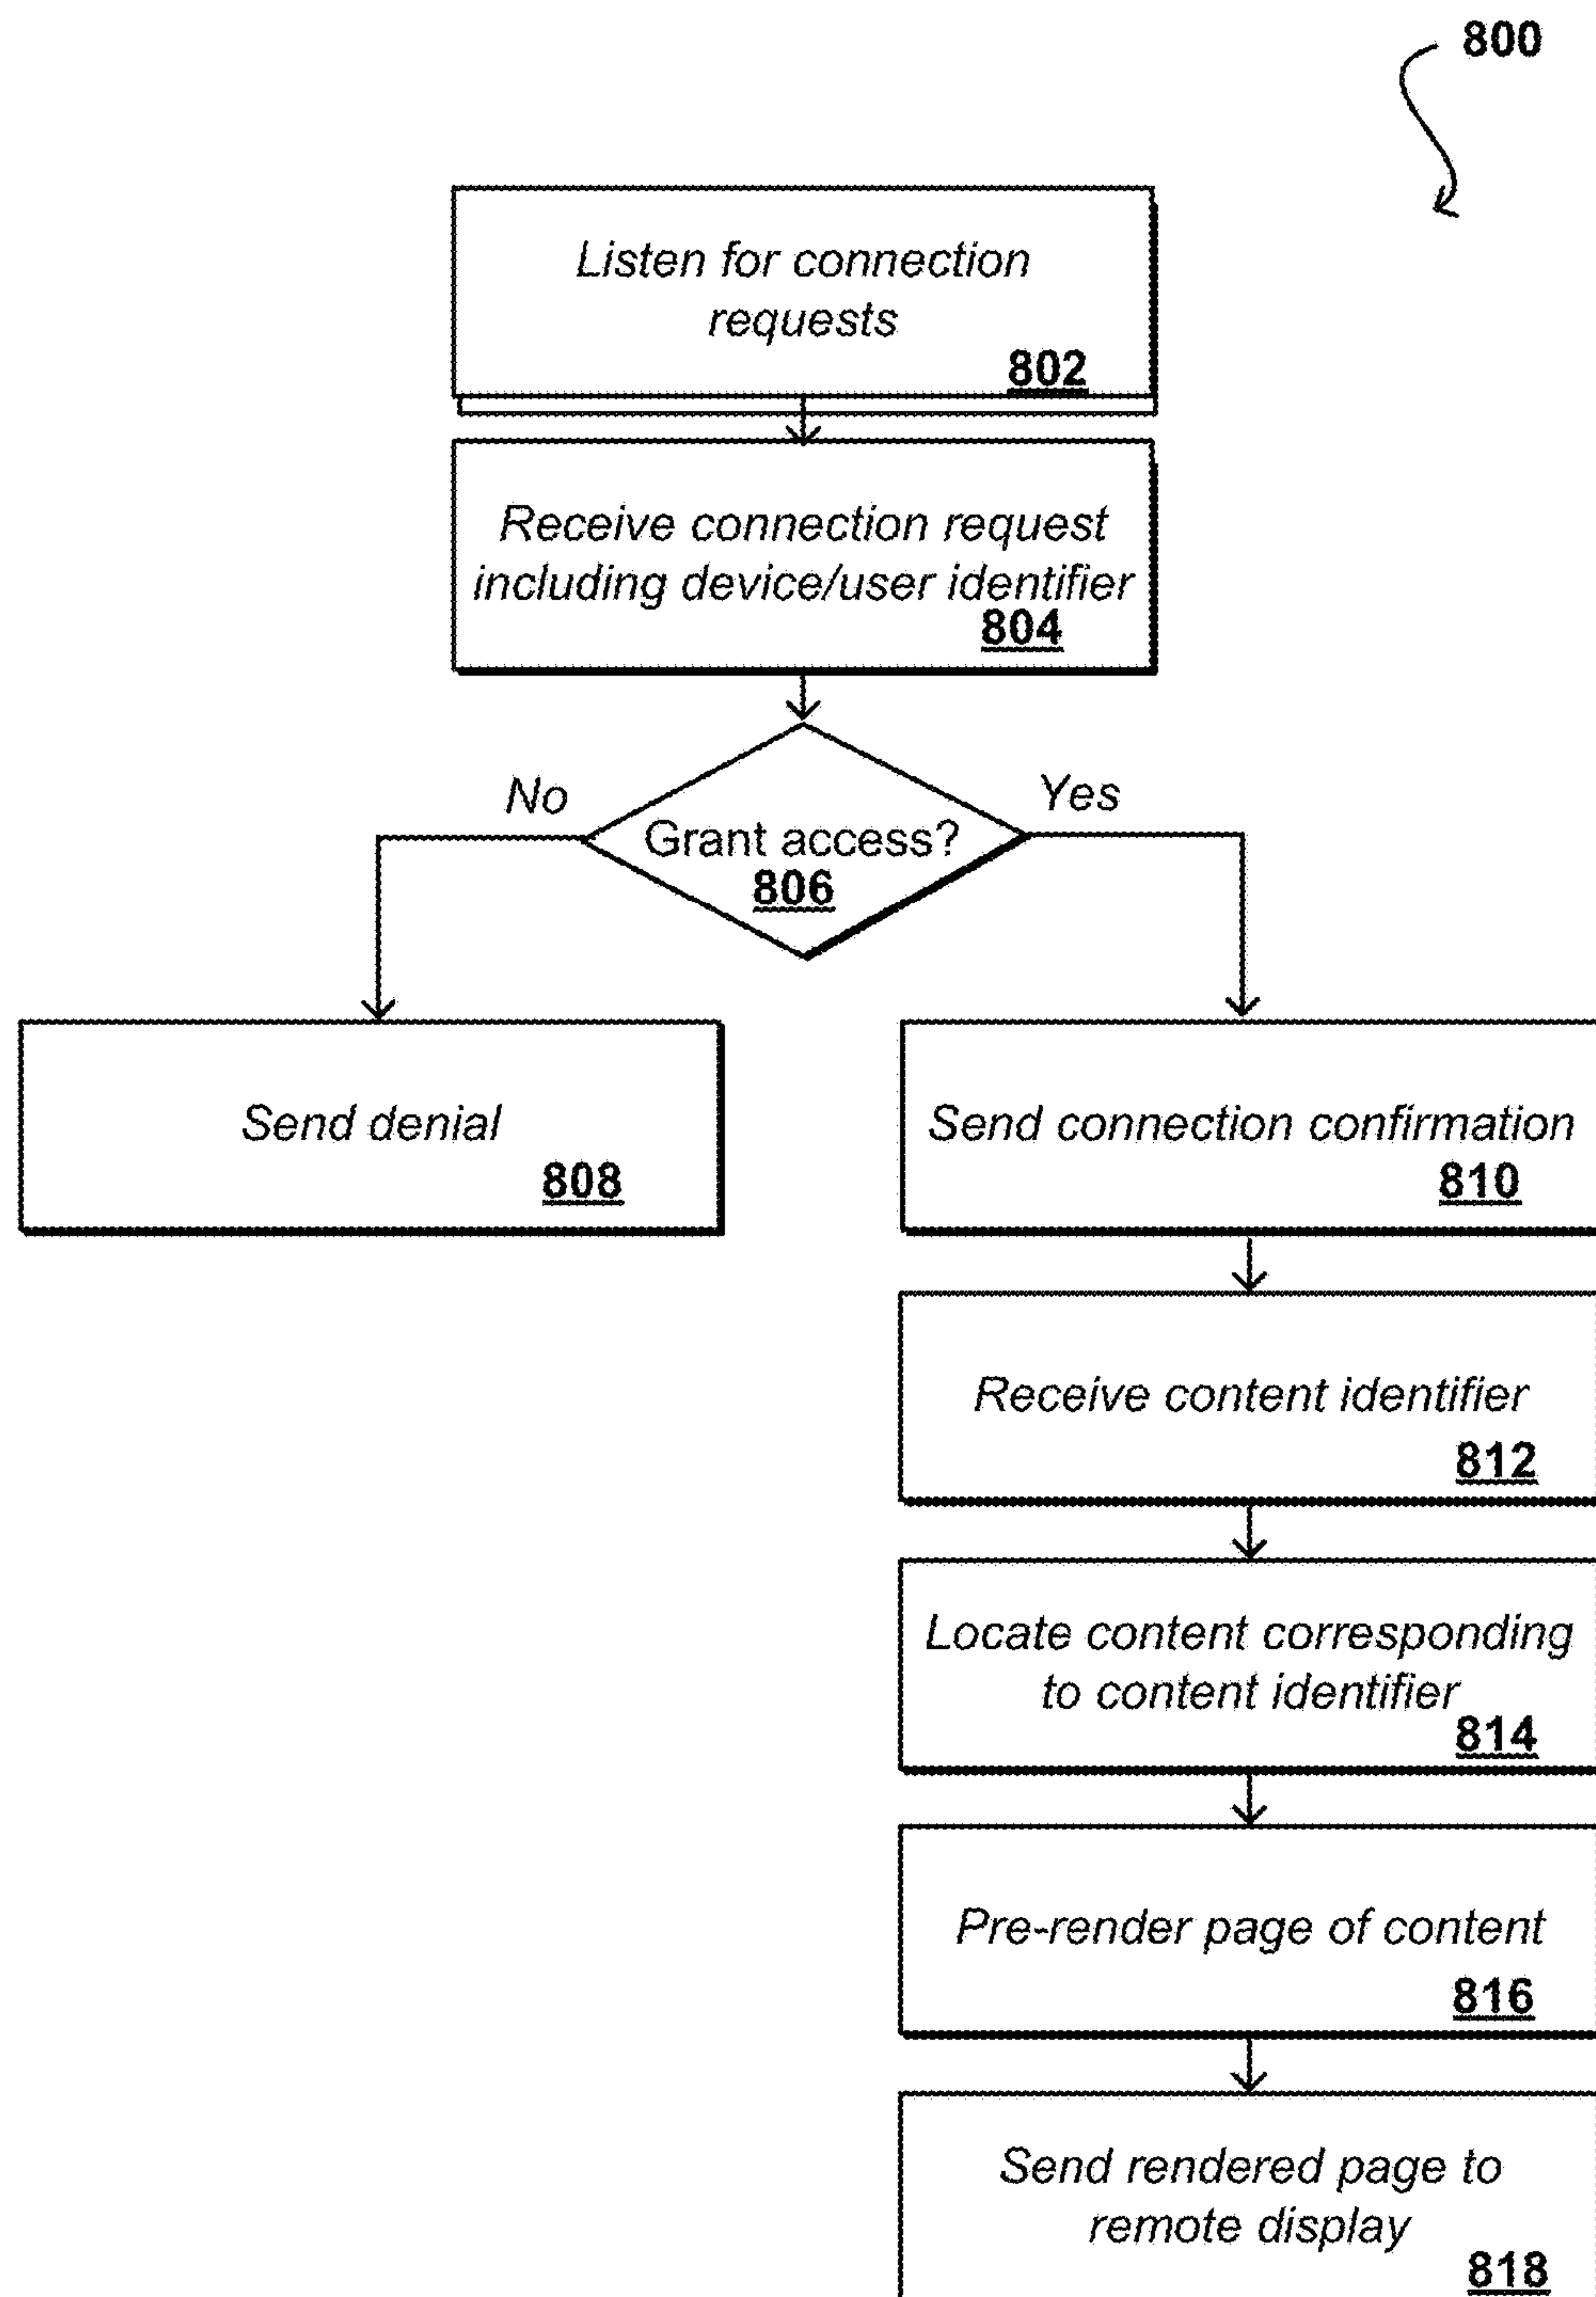 800
Listen for connection
requests
802
Receive connection request
including device/user identifier
804
No
Yes
Grant access?
806
Send denial
808
Send connection confirmation
810
Receive content identifier
812
Locate content corresponding
to content identifier
814
Pre-render page of content
816
Send rendered page to
remote display
818